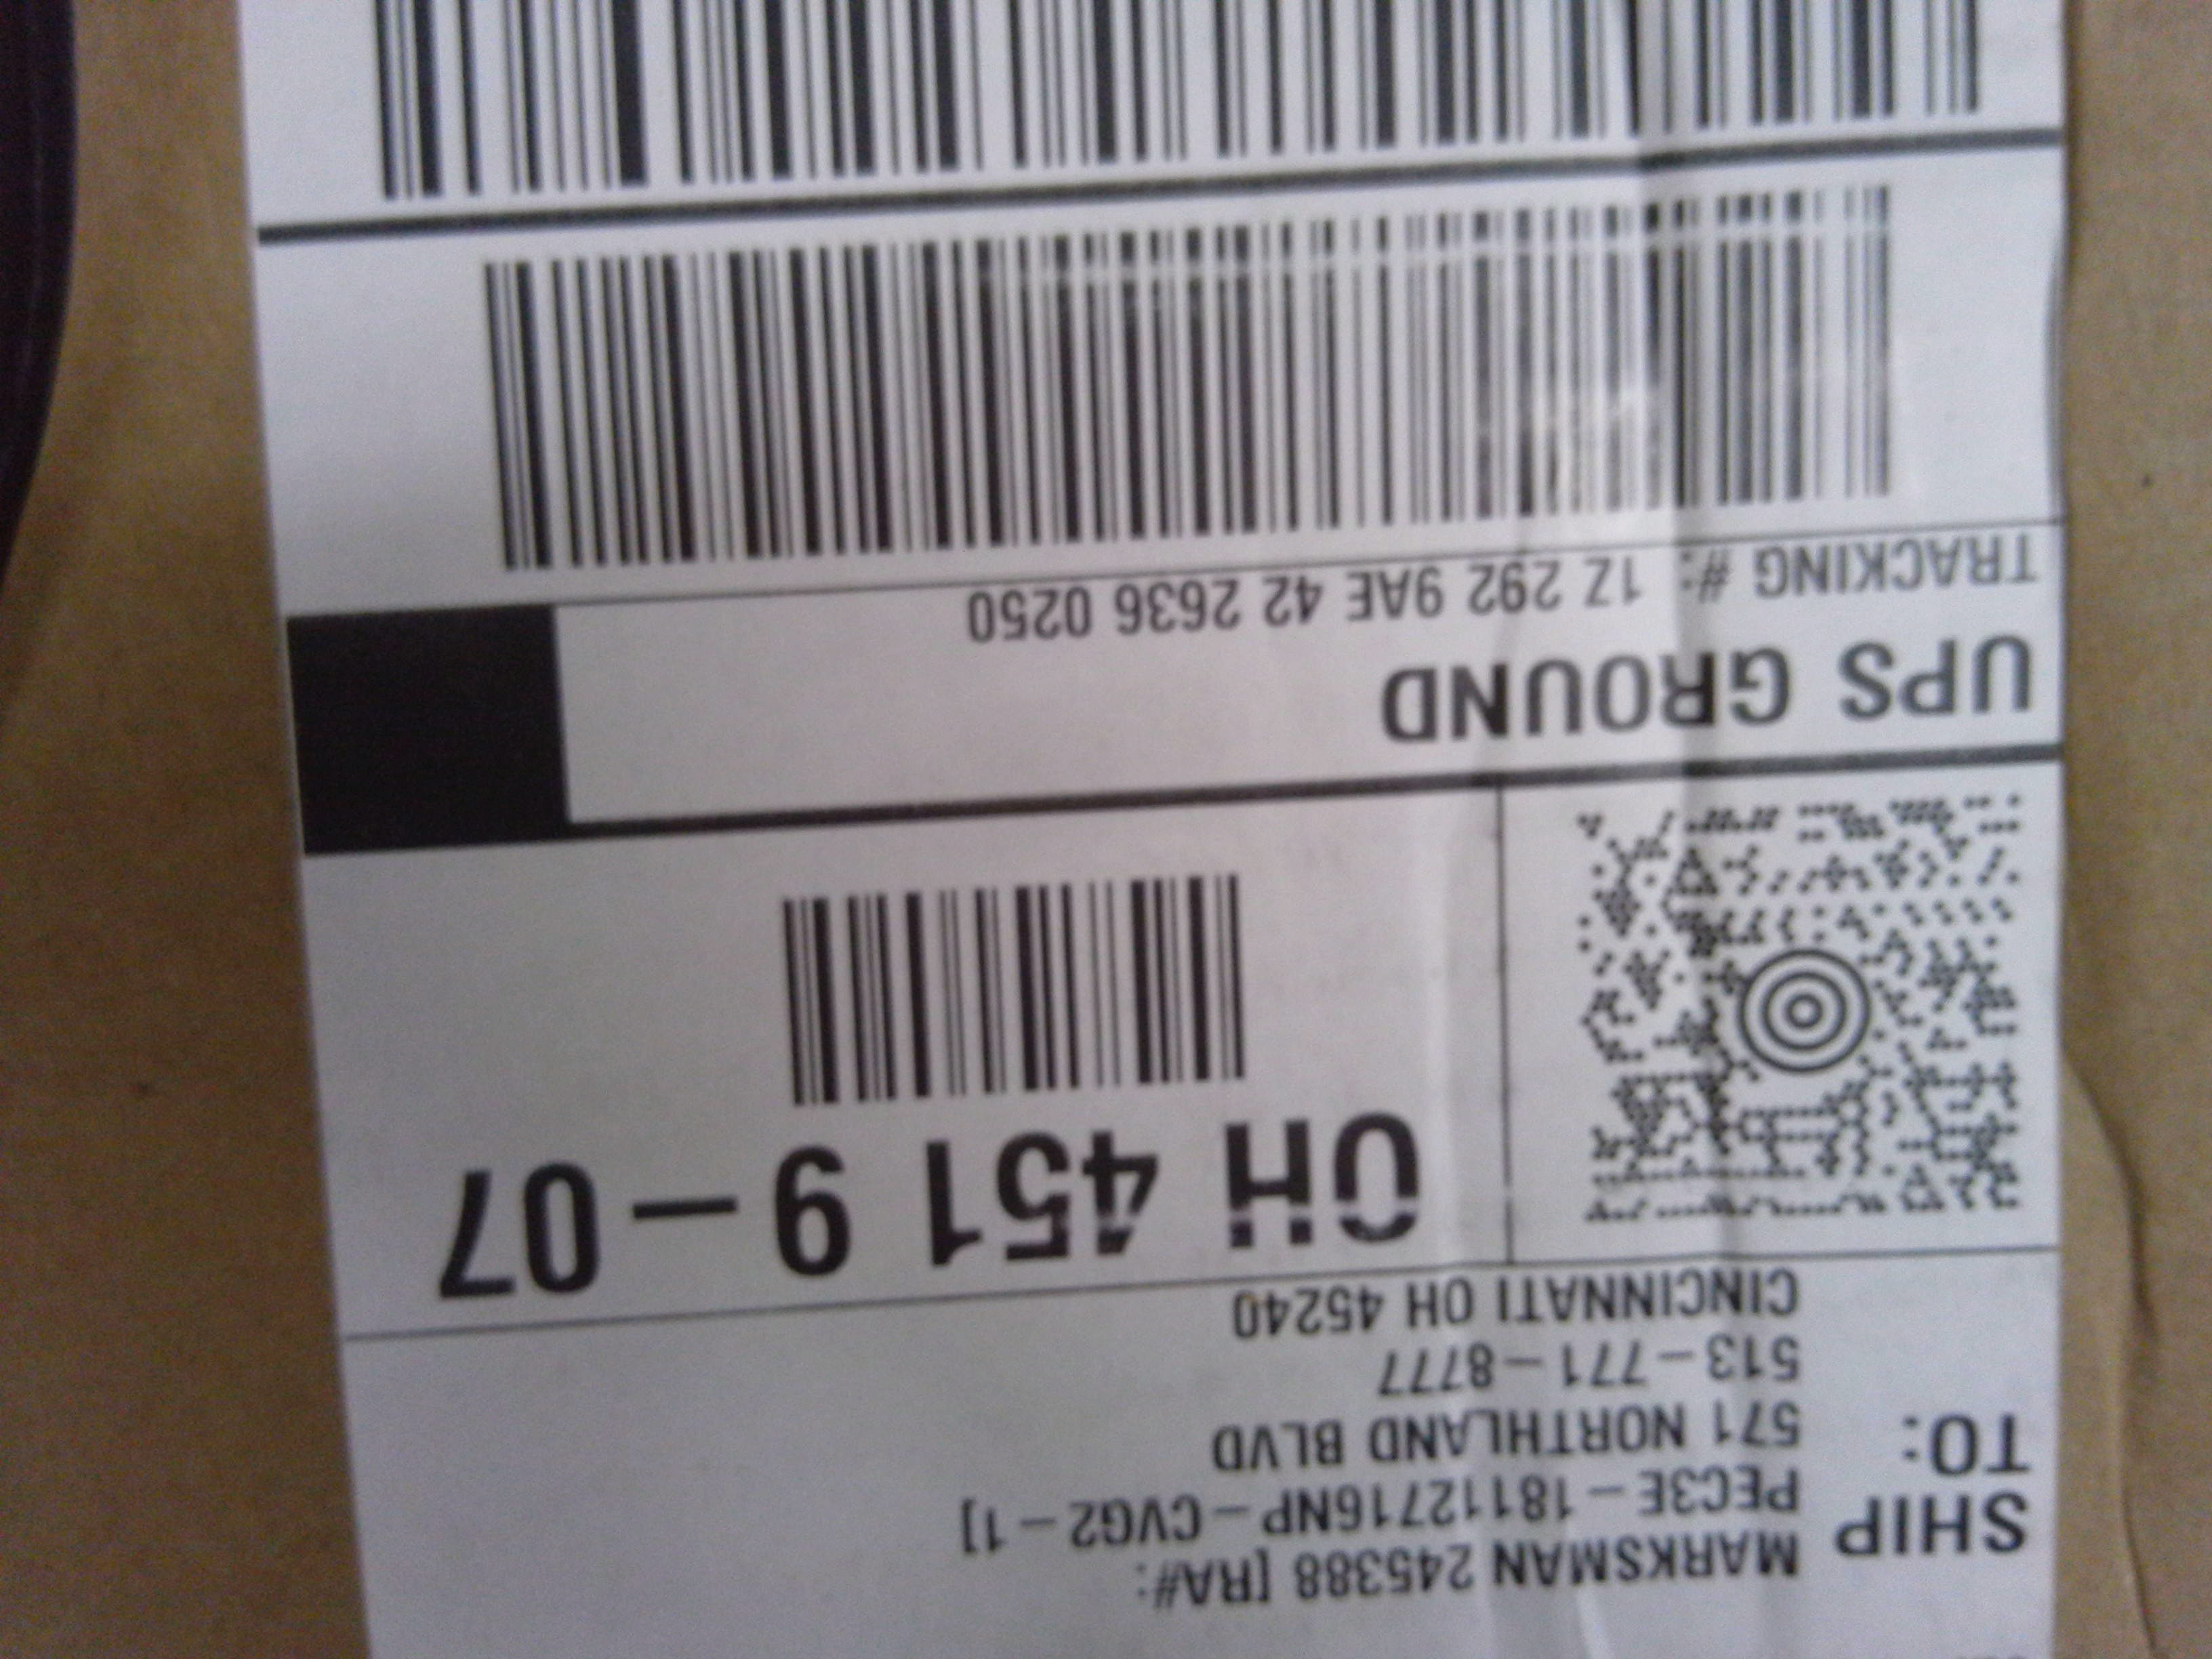 SHIP
TO:
MARKSMAN 245388 [RA#:
PEC3E-18112716NP-CVG2-1]
571 NORTHLAND BLVD
513-771-8777
CINCINNATI OH 45240
OH 451 9-07
UPS GROUND
TRACKING #: 1Z 292 9AE 42 2636 0250